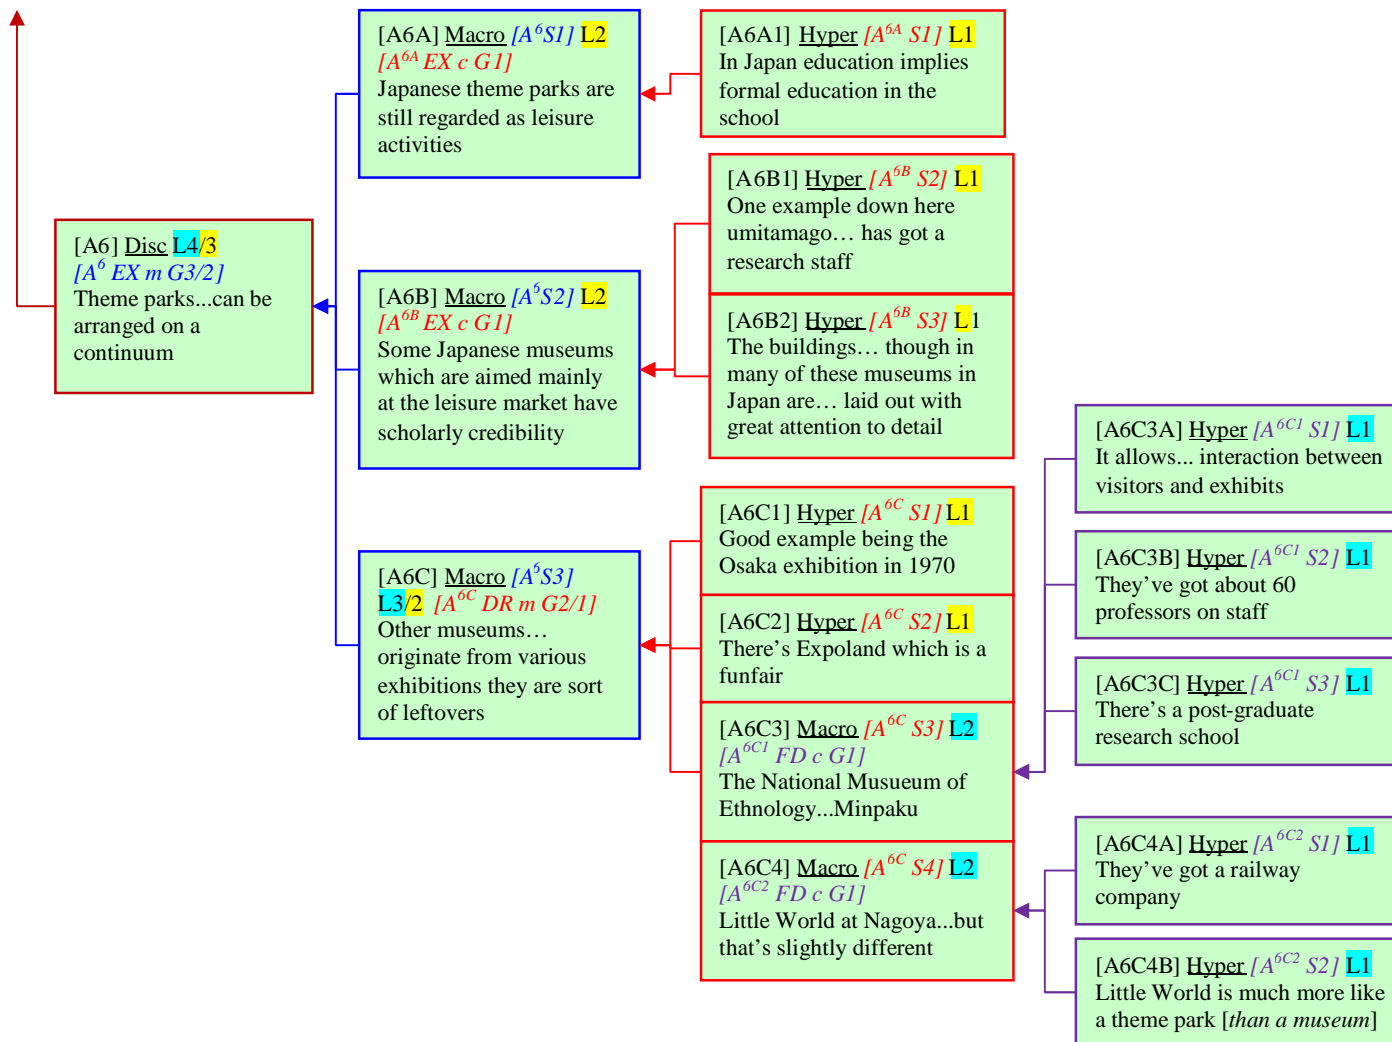 [A6] Disc L4/3
[A⁶ EX m G3/2]
Theme parks...can be
arranged on a
continuum
[A6A] Macro [A⁶S1] L2
[A⁶ᴬ EX c G1]
Japanese theme parks are
still regarded as leisure
activities
[A6A1] Hyper [A⁶ᴬ S1] L1
In Japan education implies
formal education in the
school
[A6B] Macro [A⁶S2] L2
[A⁶ᴮ EX c G1]
Some Japanese museums
which are aimed mainly
at the leisure market have
scholarly credibility
[A6B1] Hyper [A⁶ᴮ S2] L1
One example down here
umitamago… has got a
research staff
[A6B2] Hyper [A⁶ᴮ S3] L1
The buildings… though in
many of these museums in
Japan are… laid out with
great attention to detail
[A6C] Macro [A⁶S3]
L3/2 [A⁶ᶜ DR m G2/1]
Other museums…
originate from various
exhibitions they are sort
of leftovers
[A6C1] Hyper [A⁶ᶜ S1] L1
Good example being the
Osaka exhibition in 1970
[A6C2] Hyper [A⁶ᶜ S2] L1
There's Expoland which is a
funfair
[A6C3] Macro [A⁶ᶜ S3] L2
[A⁶ᶜ¹ FD c G1]
The National Musueum of
Ethnology...Minpaku
[A6C3A] Hyper [A⁶ᶜ¹ S1] L1
It allows... interaction between
visitors and exhibits
[A6C3B] Hyper [A⁶ᶜ¹ S2] L1
They've got about 60
professors on staff
[A6C3C] Hyper [A⁶ᶜ¹ S3] L1
There's a post-graduate
research school
[A6C4] Macro [A⁶ᶜ S4] L2
[A⁶ᶜ² FD c G1]
Little World at Nagoya...but
that's slightly different
[A6C4A] Hyper [A⁶ᶜ² S1] L1
They've got a railway
company
[A6C4B] Hyper [A⁶ᶜ² S2] L1
Little World is much more like
a theme park [than a museum]